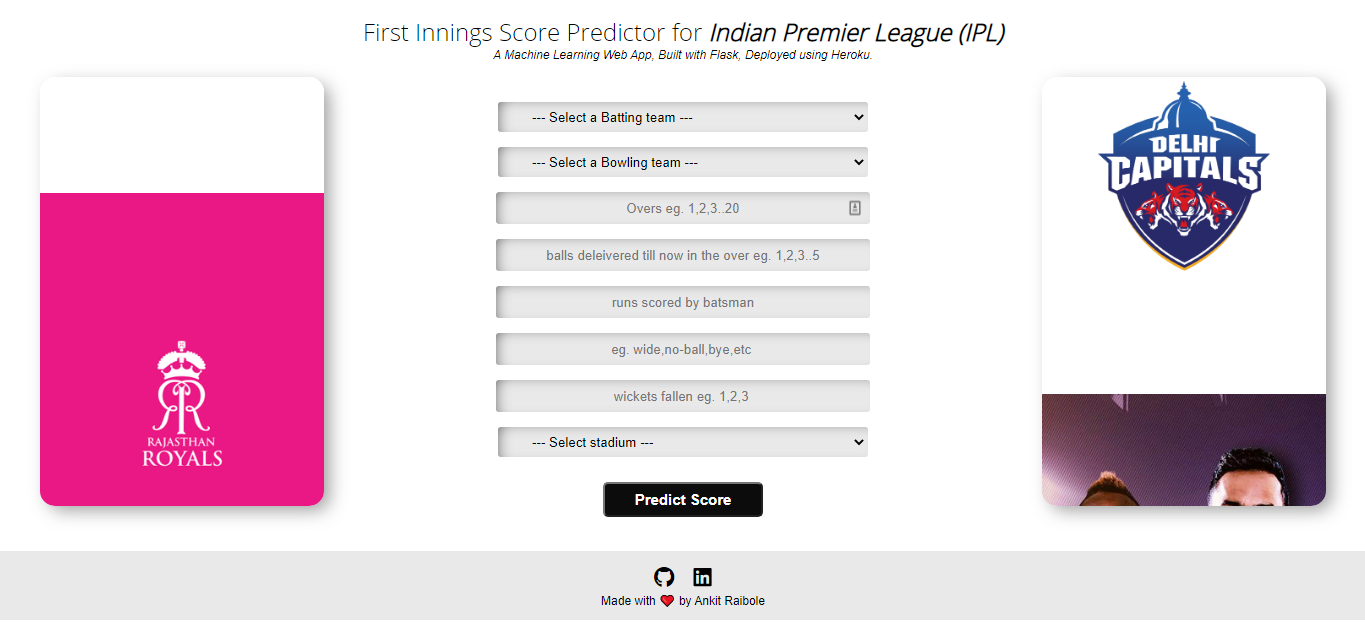 First Innings Score Predictor for Indian Premier League (IPL)
A Machine Learning Web App, Built with Flask, Deployed using Heroku.
--- Select a Batting team ---
--- Select a Bowling team ---
Overs eg. 1,2,3..20
balls deleivered till now in the over eg. 1,2,3..5
runs scored by batsman
eg. wide,no-ball,bye,etc
wickets fallen eg. 1,2,3
--- Select stadium ---
Predict Score
RAJASTHAN
ROYALS
DELHI
CAPITALS
Made with ❤ by Ankit Raibole